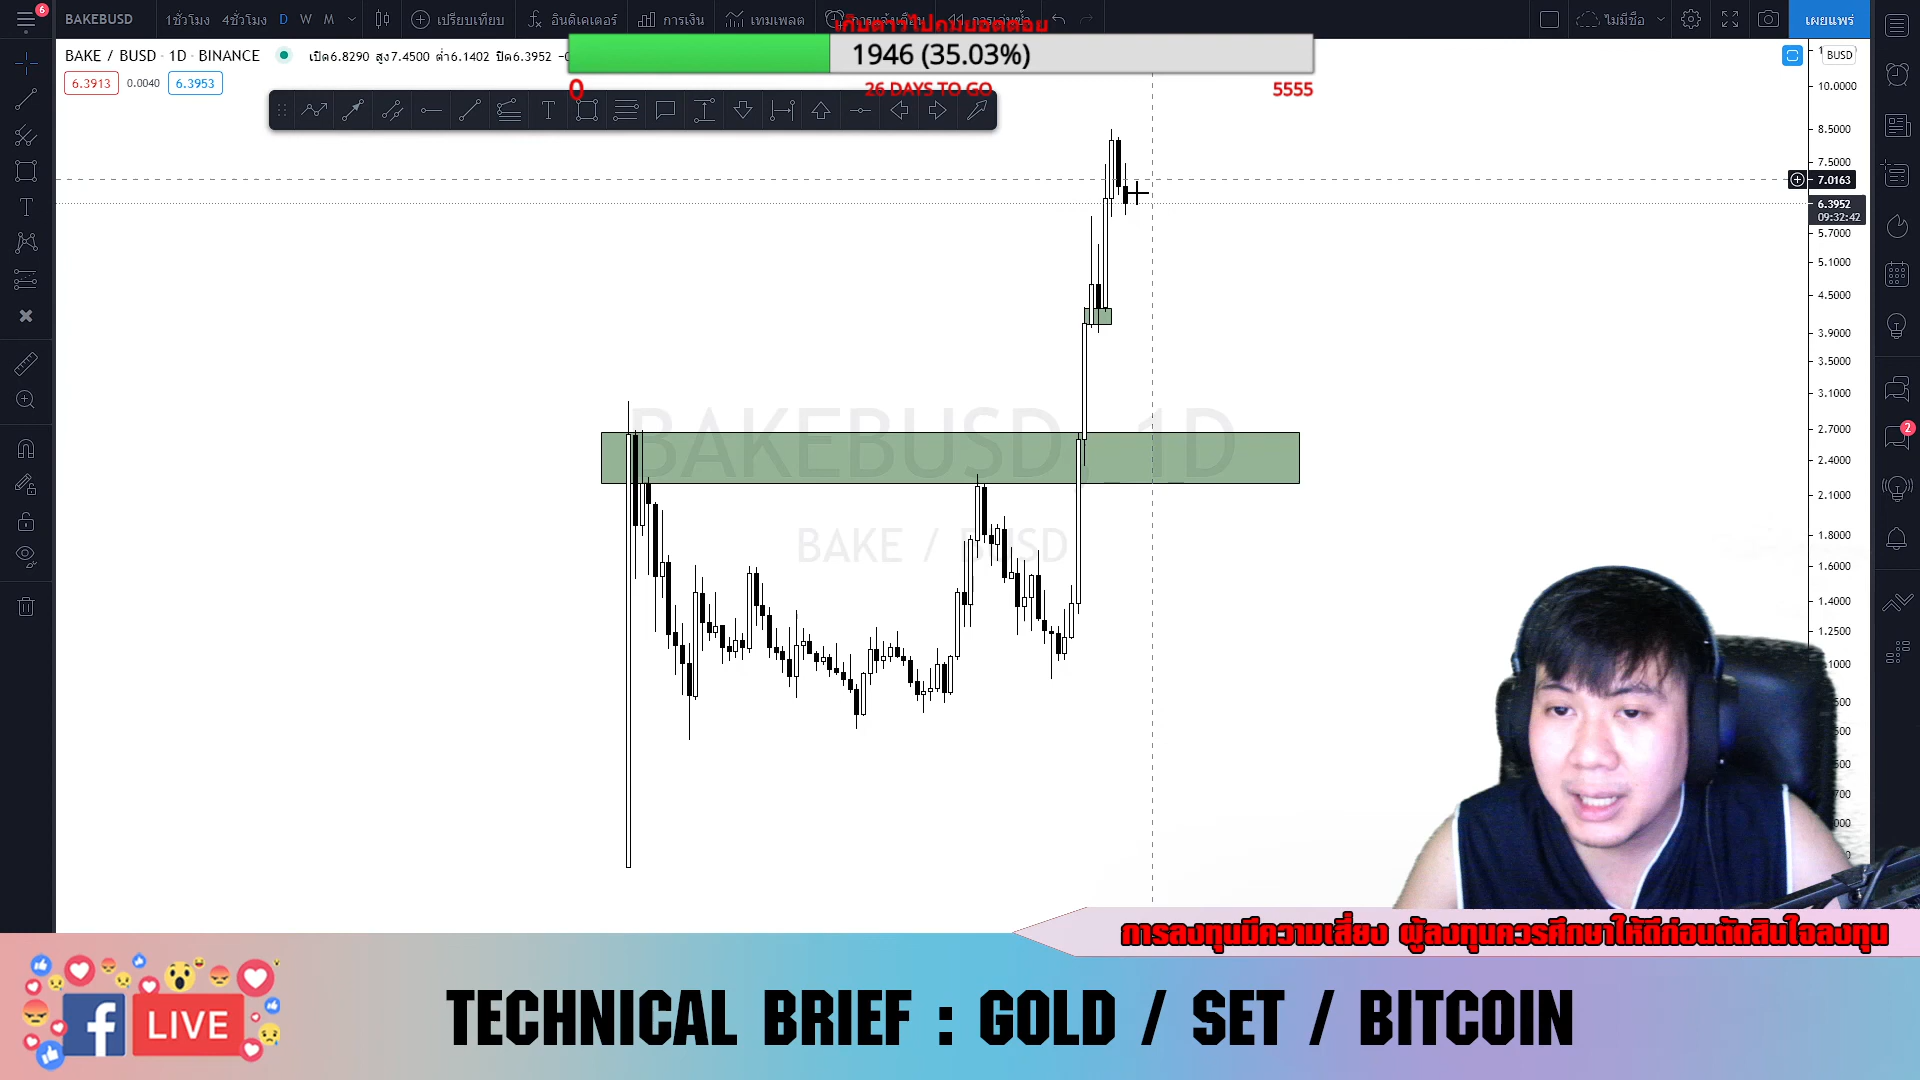 6
BAKEBUSD
1ชั่วโมง 4ชั่วโมง D W M
เปรียบเทียบ
อินดิเคเตอร์
การเงิน
เทมเพลต
ไม่มีชื่อ
เผยแพร่
BAKE / BUSD · 1D · BINANCE
เปิด6.8290 สูง7.4500 ต่ำ6.1402 ปิด6.3952
6.3913 0.0040 6.3953
1946 (35.03%)
0 26 DAYS TO GO 5555
T
T
BUSD
10.0000
8.5000
7.5000
7.0163
6.3952
09:32:42
5.7000
5.1000
4.5000
3.9000
3.5000
3.1000
2.7000
2.4000
2.1000
1.8000
1.6000
1.4000
1.2500
BAKEBUSD, 1D
BAKE / BUSD
2
การลงทุนมีความเสี่ยง ผู้ลงทุนควรศึกษาให้ดีก่อนตัดสินใจลงทุน
f LIVE
TECHNICAL BRIEF : GOLD / SET / BITCOIN